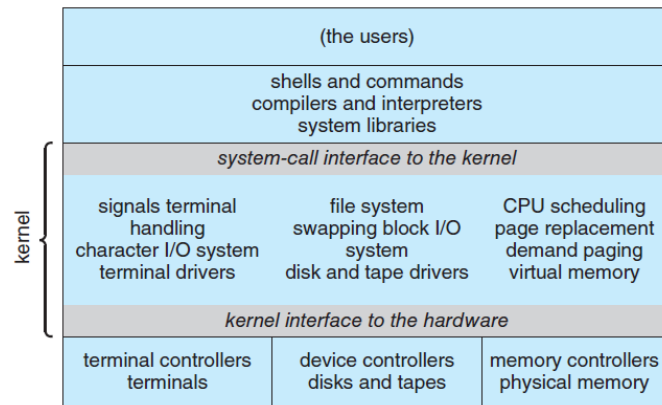 (the users)
shells and commands
compilers and interpreters
system libraries
system-call interface to the kernel
kernel
signals terminal
handling
character I/O system
terminal drivers
file system
swapping block I/O
system
disk and tape drivers
CPU scheduling
page replacement
demand paging
virtual memory
kernel interface to the hardware
terminal controllers
terminals
device controllers
disks and tapes
memory controllers
physical memory